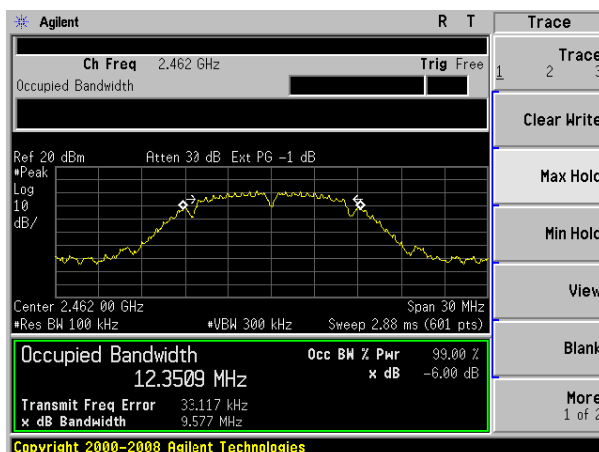 Agilent R T Trace
Ch Freq 2.462 GHz Trig Free
Occupied Bandwidth
Trace
1 2 3
Clear Write
Max Hold
Min Hold
View
Blank
More
1 of 2
Ref 20 dBm Atten 30 dB Ext PG -1 dB
#Peak
Log
10
dB/
Center 2.462 00 GHz Span 30 MHz
#Res BW 100 kHz #VBW 300 kHz Sweep 2.88 ms (601 pts)
Occupied Bandwidth Occ BW % Pwr 99.00 %
12.3509 MHz x dB -6.00 dB
Transmit Freq Error 33.117 kHz
x dB Bandwidth 9.577 MHz
Copyright 2000-2008 Agilent Technologies